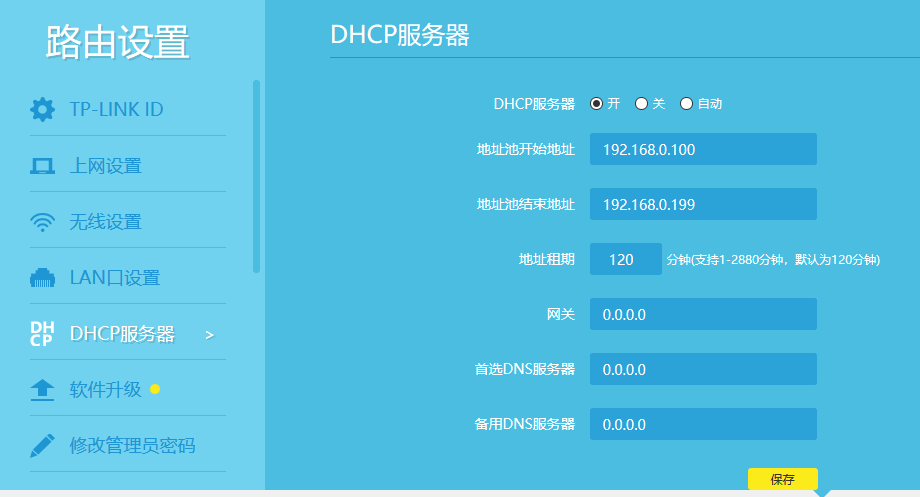 路由设置
TP-LINK ID
上网设置
无线设置
LAN口设置
DHCP服务器 >
软件升级
修改管理员密码
DHCP服务器
DHCP服务器 开 关 自动
地址池开始地址 192.168.0.100
地址池结束地址 192.168.0.199
地址租期 120 分钟(支持1-2880分钟，默认为120分钟)
网关 0.0.0.0
首选DNS服务器 0.0.0.0
备用DNS服务器 0.0.0.0
保存